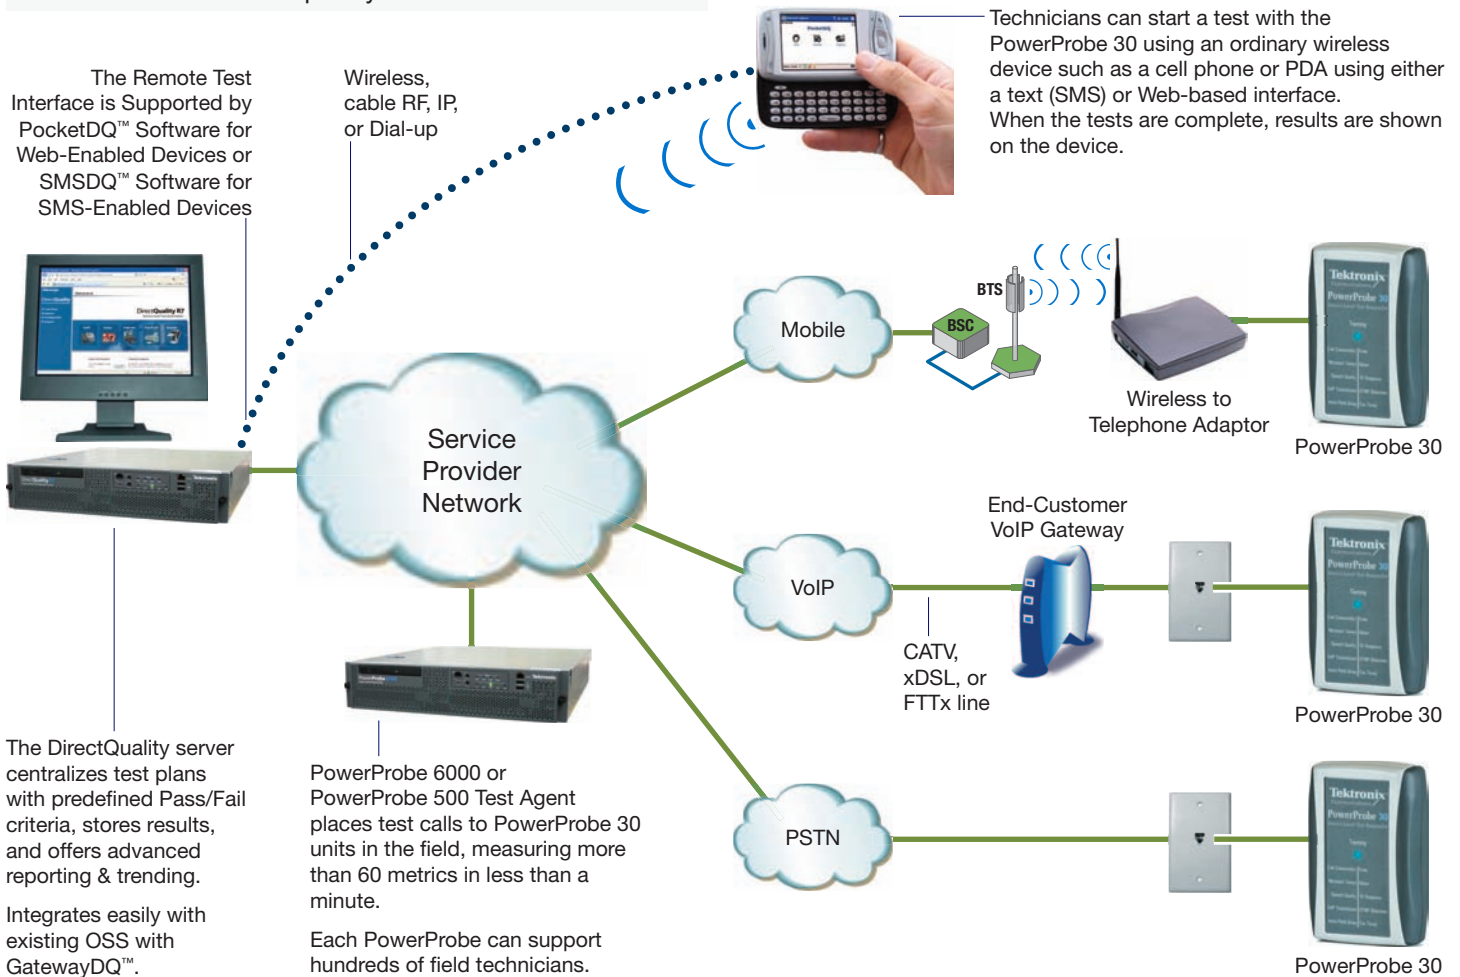 Technicians can start a test with the
PowerProbe 30 using an ordinary wireless
device such as a cell phone or PDA using either
a text (SMS) or Web-based interface.
When the tests are complete, results are shown
on the device.
The Remote Test
Interface is Supported by
PocketDQ™ Software for
Web-Enabled Devices or
SMSDQ™ Software for
SMS-Enabled Devices
Wireless,
cable RF, IP,
or Dial-up
DirectQuality R7
Service
Provider
Network
Mobile
BSC
BTS
Wireless to
Telephone Adaptor
Tektronix
PowerProbe 30
PowerProbe 30
VoIP
CATV,
xDSL, or
FTTx line
End-Customer
VoIP Gateway
Tektronix
PowerProbe 30
PowerProbe 30
PSTN
Tektronix
PowerProbe 30
PowerProbe 30
The DirectQuality server
centralizes test plans
with predefined Pass/Fail
criteria, stores results,
and offers advanced
reporting & trending.
Integrates easily with
existing OSS with
GatewayDQ™.
PowerProbe 6000 or
PowerProbe 500 Test Agent
places test calls to PowerProbe 30
units in the field, measuring more
than 60 metrics in less than a
minute.
Each PowerProbe can support
hundreds of field technicians.